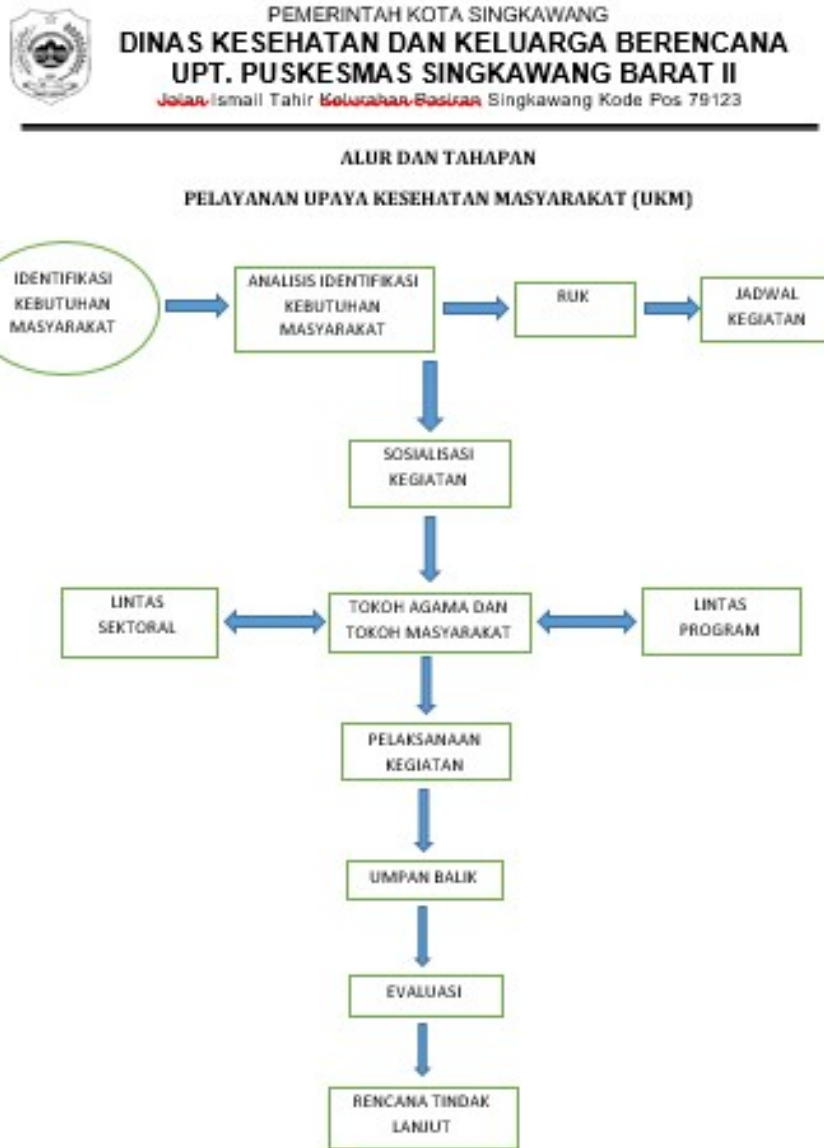 PEMERINTAH KOTA SINGKAWANG
DINAS KESEHATAN DAN KELUARGA BERENCANA
UPT. PUSKESMAS SINGKAWANG BARAT II
Jalan Ismail Tahir Kelurahan Pasiran Singkawang Kode Pos 79123
ALUR DAN TAHAPAN
PELAYANAN UPAYA KESEHATAN MASYARAKAT (UKM)
IDENTIFIKASI
KEBUTUHAN
MASYARAKAT
ANALISIS IDENTIFIKASI
KEBUTUHAN
MASYARAKAT
RUK
JADWAL
KEGIATAN
SOSIALISASI
KEGIATAN
LINTAS
SEKTORAL
TOKOH AGAMA DAN
TOKOH MASYARAKAT
LINTAS
PROGRAM
PELAKSANAAN
KEGIATAN
UMPAN BALIK
EVALUASI
RENCANA TINDAK
LANJUT